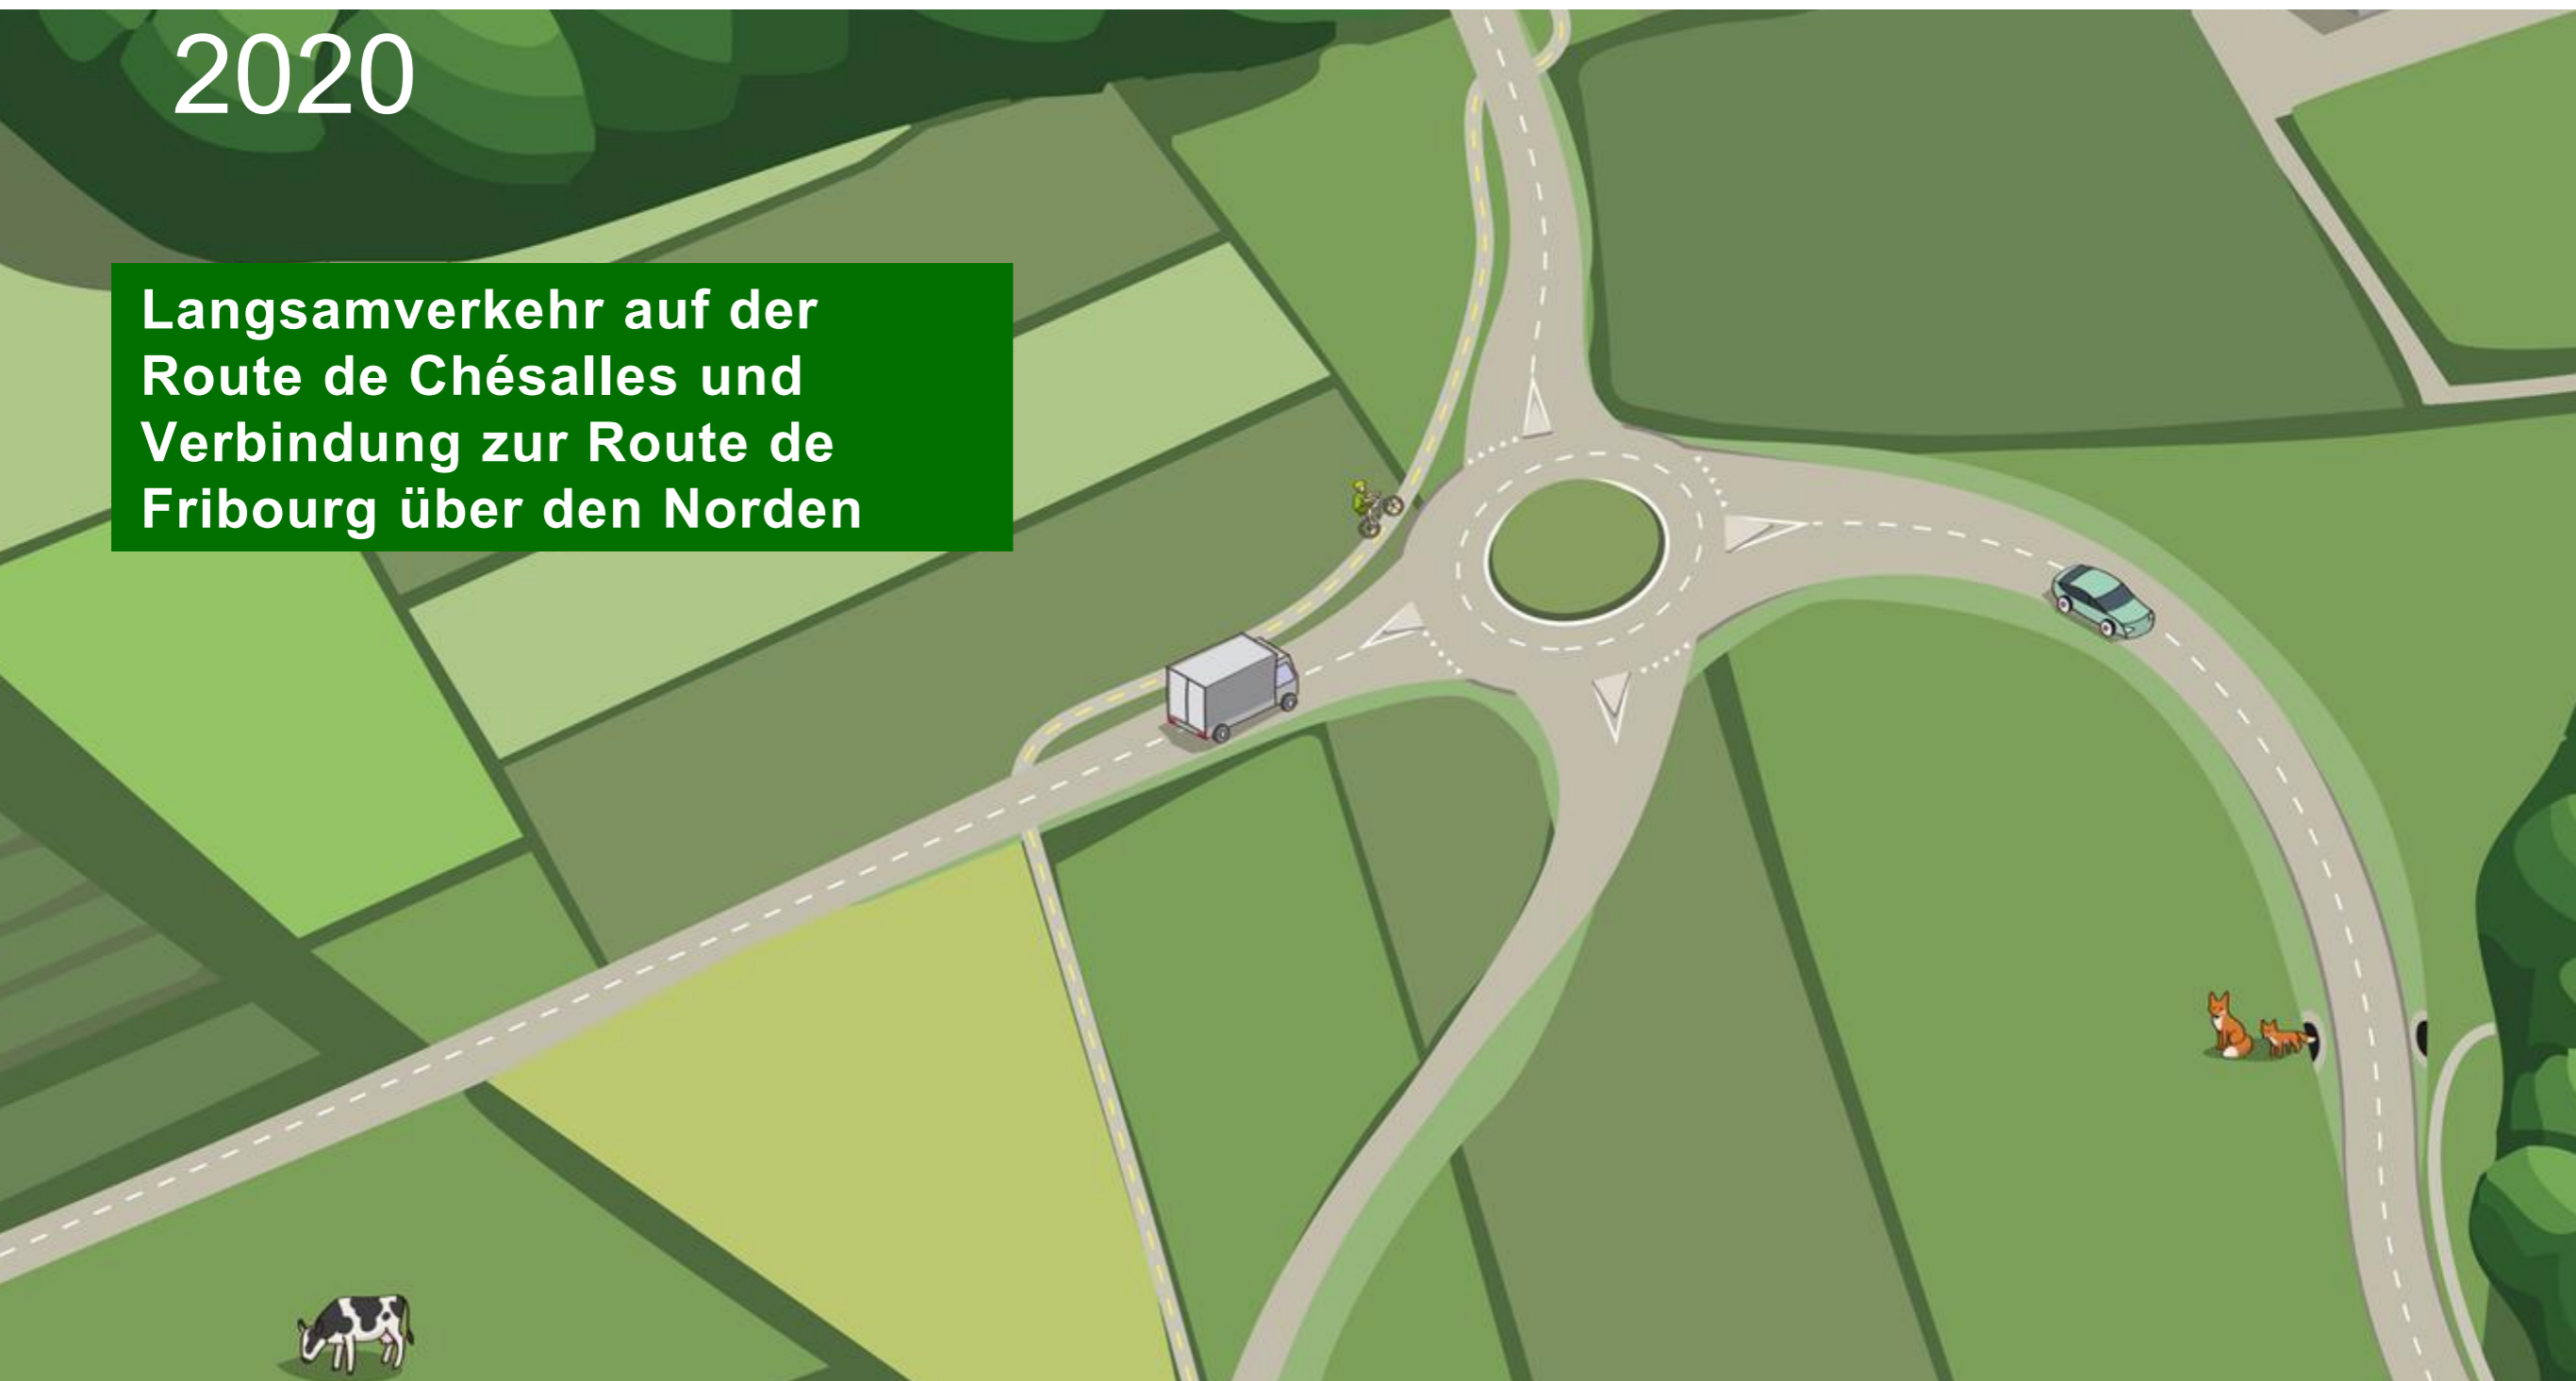 2020
Langsamverkehr auf der
Route de Chésalles und
Verbindung zur Route de
Fribourg über den Norden